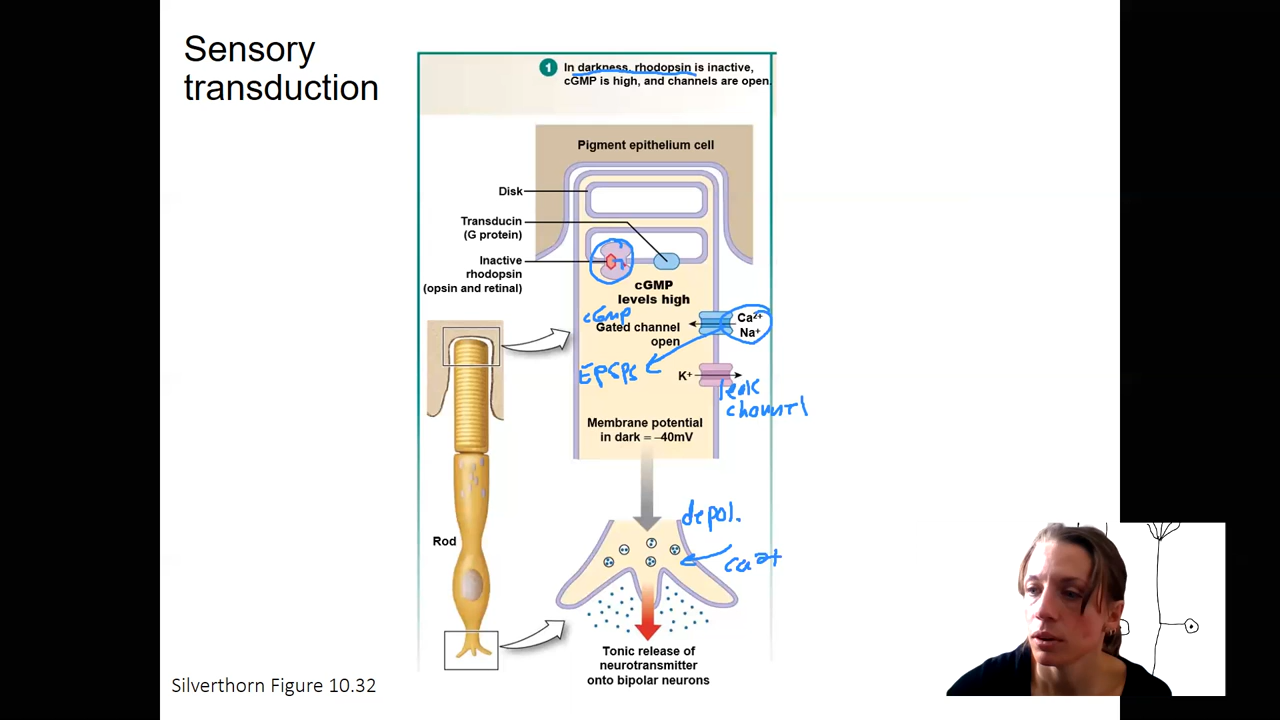 Sensory
transduction
1 In darkness, rhodopsin is inactive,
cGMP is high, and channels are open.
Pigment epithelium cell
Disk
Transducin
(G protein)
Inactive
rhodopsin
(opsin and retinal)
cGMP
levels high
cGMP
Gated channel
open
Ca²⁺
Na⁺
EPSPs
K⁺
leak
channel
Membrane potential
in dark = –40mV
depol.
Ca²⁺
Rod
Tonic release of
neurotransmitter
onto bipolar neurons
Silverthorn Figure 10.32